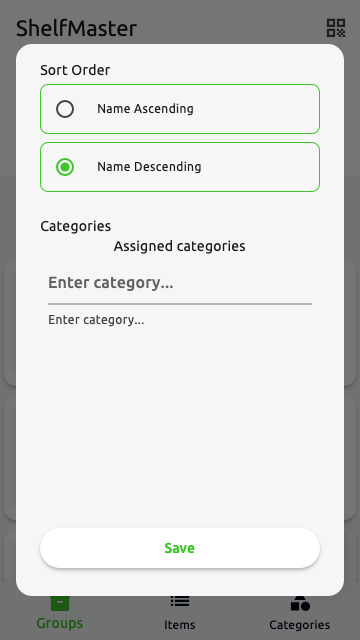 ShelfMaster
Sort Order
Name Ascending
Name Descending
Categories
Assigned categories
Enter category...
Enter category...
Save
Groups
Items
Categories